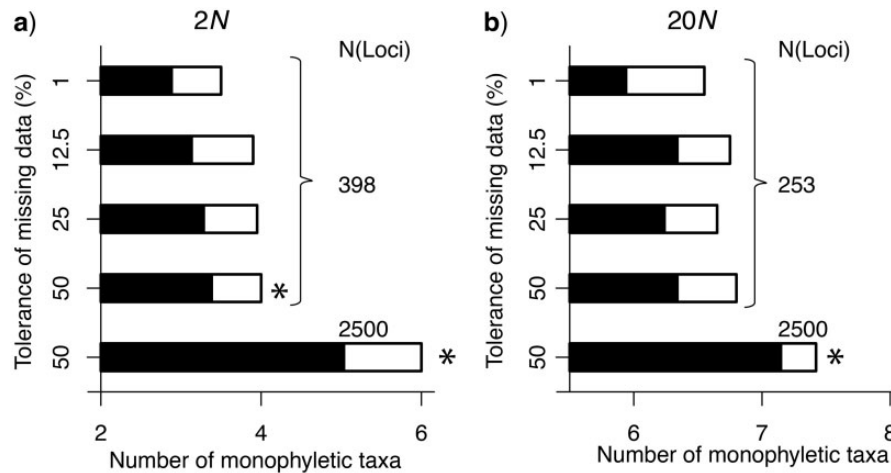 a) 2N
N(Loci)
Tolerance of missing data (%)
1
12.5
25
50
50
398
*
2500
*
2 4 6
Number of monophyletic taxa
b) 20N
N(Loci)
Tolerance of missing data (%)
1
12.5
25
50
50
253
2500
*
6 7 8
Number of monophyletic taxa